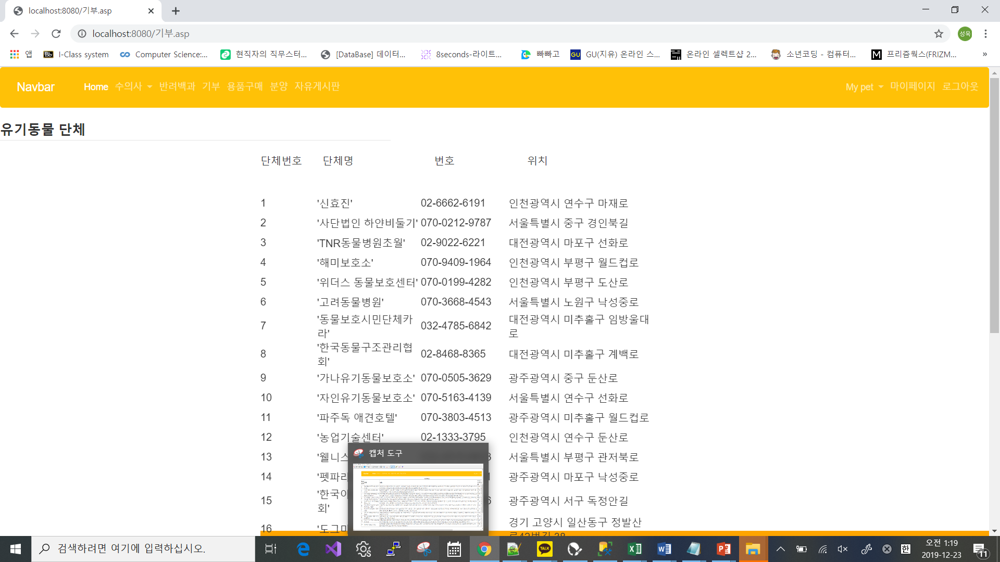 localhost:8080/기부.asp
localhost:8080/기부.asp
성욱
앱 I-Class system Computer Science:... 현직자의 직무스터... [DataBase] 데이터... 8seconds-라이트... 빠빠고 GU(지유) 온라인 스... 온라인 셀렉트샵 2... 소년코딩 - 컴퓨터... 프리즘웍스(FRIZM... »
Navbar Home 수의사 반려백과 기부 용품구매 분양 자유게시판 My pet 마이페이지 로그아웃
유기동물 단체
단체번호 단체명 번호 위치
1 '신효진' 02-6662-6191 인천광역시 연수구 마재로
2 '사단법인 하얀비둘기' 070-0212-9787 서울특별시 중구 경인북길
3 'TNR동물병원초월' 02-9022-6221 대전광역시 마포구 선화로
4 '해미보호소' 070-9409-1964 인천광역시 부평구 월드컵로
5 '위더스 동물보호센터' 070-0199-4282 인천광역시 부평구 도산로
6 '고려동물병원' 070-3668-4543 서울특별시 노원구 낙성중로
7 '동물보호시민단체카라' 032-4785-6842 대전광역시 미추홀구 임방울대로
8 '한국동물구조관리협회' 02-8468-8365 대전광역시 미추홀구 계백로
9 '가나유기동물보호소' 070-0505-3629 광주광역시 중구 둔산로
10 '자인유기동물보호소' 070-5163-4139 서울특별시 연수구 선화로
11 '파주독 애견호텔' 070-3803-4513 광주광역시 미추홀구 월드컵로
12 '농업기술센터' 02-1333-3795 인천광역시 연수구 둔산로
13 '웰니스 3 서울특별시 부평구 관저북로
14 '펫파리 1 광주광역시 마포구 낙성중로
15 '한국 회' 6 광주광역시 서구 독정안길
16 '도그마 경기 고양시 일산동구 정발산
캡처 도구
검색하려면 여기에 입력하십시오.
한
오전 1:19
2019-12-23
11